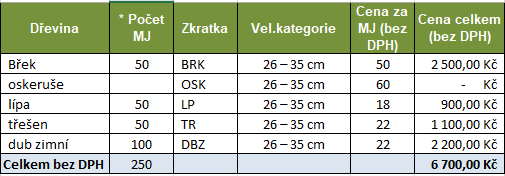 Dřevina * Počet MJ Zkratka Vel.kategorie Cena za MJ (bez DPH) Cena celkem (bez DPH)
Břek 50 BRK 26 – 35 cm 50 2 500,00 Kč
oskeruše OSK 26 – 35 cm 60 - Kč
lípa 50 LP 26 – 35 cm 18 900,00 Kč
třešen 50 TR 26 – 35 cm 22 1 100,00 Kč
dub zimní 100 DBZ 26 – 35 cm 22 2 200,00 Kč
Celkem bez DPH 250 6 700,00 Kč